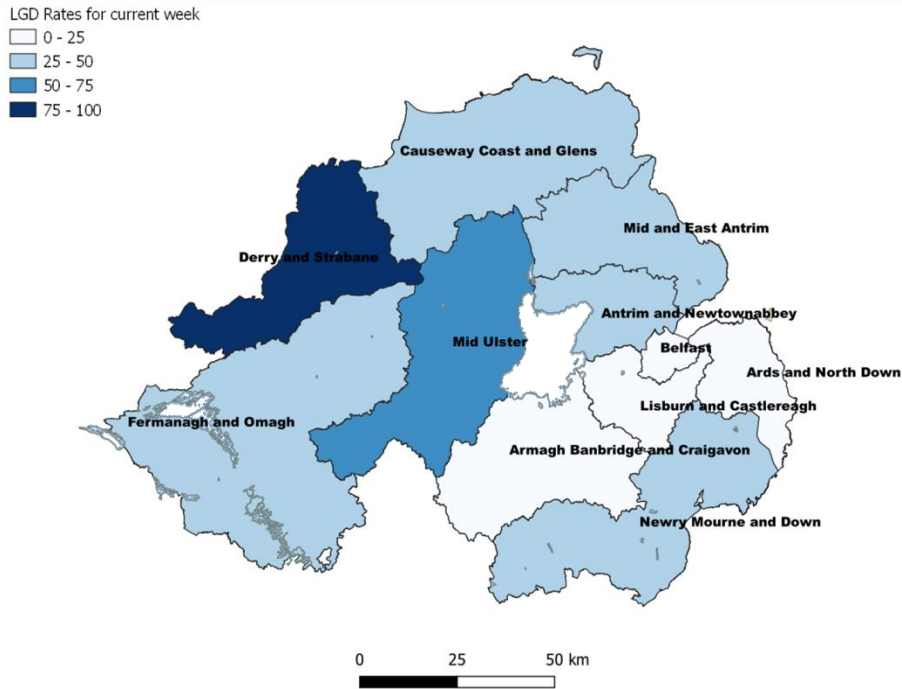 LGD Rates for current week
0 - 25
25 - 50
50 - 75
75 - 100
Causeway Coast and Glens
Mid and East Antrim
Derry and Strabane
Antrim and Newtownabbey
Mid Ulster
Belfast
Ards and North Down
Lisburn and Castlereagh
Fermanagh and Omagh
Armagh Banbridge and Craigavon
Newry Mourne and Down
0 25 50 km